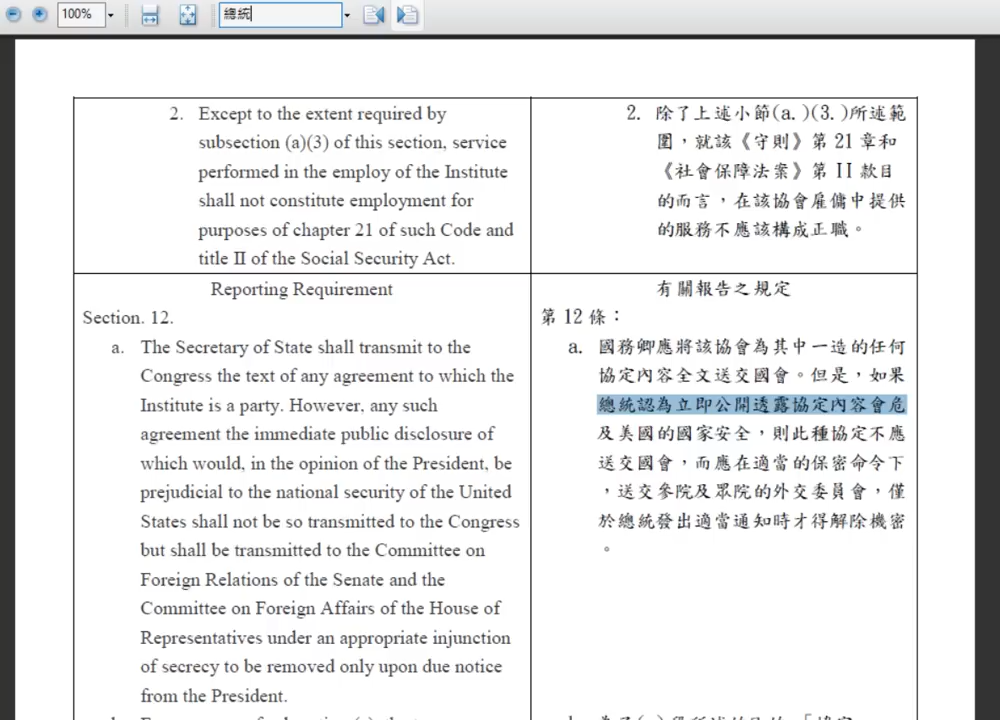 100%
總統
2. Except to the extent required by
subsection (a)(3) of this section, service
performed in the employ of the Institute
shall not constitute employment for
purposes of chapter 21 of such Code and
title II of the Social Security Act.
2. 除了上述小節(a.)(3.)所述範
圍，就該《守則》第 21 章和
《社會保障法案》第 II 款目
的而言，在該協會雇傭中提供
的服務不應該構成正職。
Reporting Requirement
Section. 12.
a. The Secretary of State shall transmit to the
Congress the text of any agreement to which the
Institute is a party. However, any such
agreement the immediate public disclosure of
which would, in the opinion of the President, be
prejudicial to the national security of the United
States shall not be so transmitted to the Congress
but shall be transmitted to the Committee on
Foreign Relations of the Senate and the
Committee on Foreign Affairs of the House of
Representatives under an appropriate injunction
of secrecy to be removed only upon due notice
from the President.
有關報告之規定
第 12 條：
a. 國務卿應將該協會為其中一造的任何
協定內容全文送交國會。但是，如果
總統認為立即公開透露協定內容會危
及美國的國家安全，則此種協定不應
送交國會，而應在適當的保密命令下
，送交參院及眾院的外交委員會，僅
於總統發出適當通知時才得解除機密
。